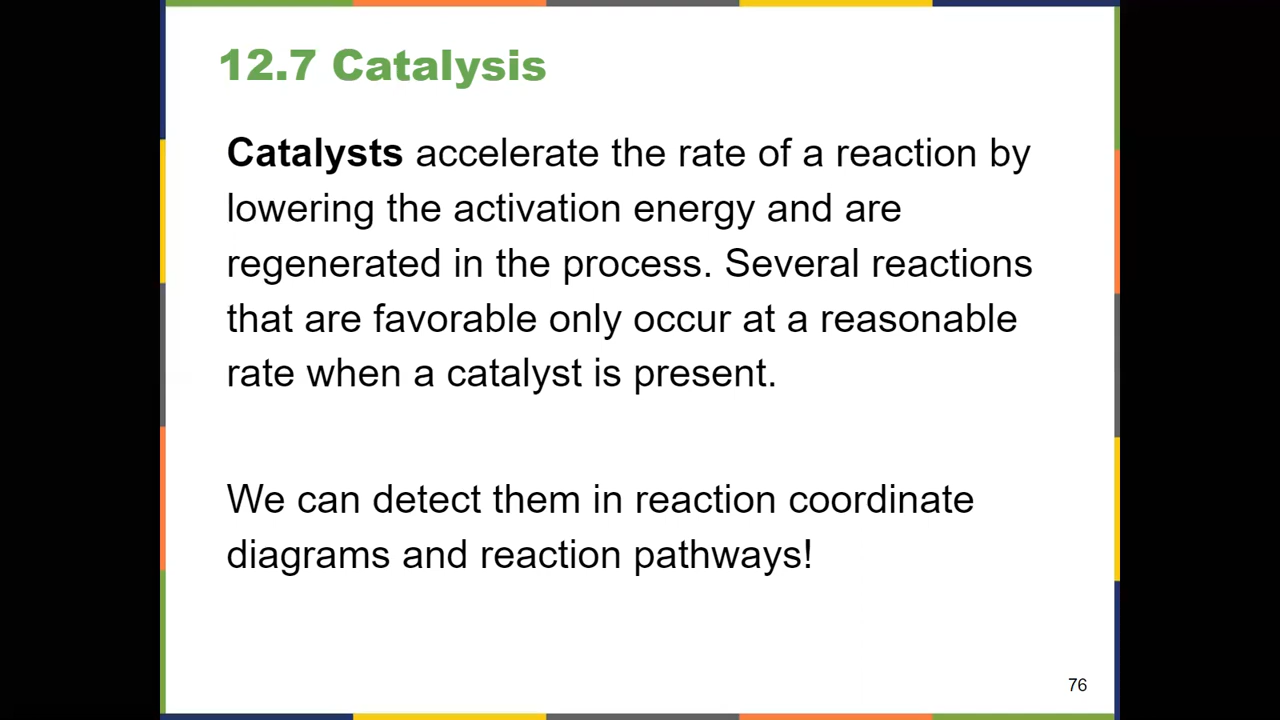 12.7 Catalysis
Catalysts accelerate the rate of a reaction by
lowering the activation energy and are
regenerated in the process. Several reactions
that are favorable only occur at a reasonable
rate when a catalyst is present.
We can detect them in reaction coordinate
diagrams and reaction pathways!
76